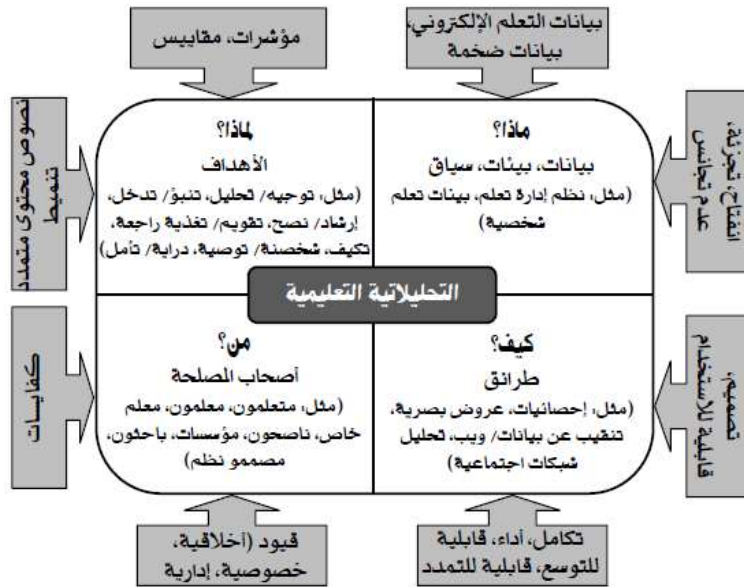 بيانات التعلم الإلكتروني،
بيانات ضخمة
مؤشرات، مقاييس
انفتاح، تجزئة،
عدم تجانس
ماذا؟
بيانات، بيئات، سياق
(مثل: نظم إدارة تعلم، بينات تعلم
شخصية)
لماذا؟
الأهداف
(مثل: توجيه/ تحليل، تنبؤ/ تدخل،
إرشاد/ نصح، تقويم/ تغذية راجعة،
تكيف، شخصنة/ توصية، دراية/ تأمل)
نصوص محتوى متمدد
تنميط
التحليلاتية التعليمية
تصميم،
قابلية للاستخدام
كيف؟
طرائق
(مثل: إحصائيات، عروض بصرية،
تنقيب عن بيانات/ ويب، تحليل
شبكات اجتماعية)
من؟
أصحاب المصلحة
(مثل: متعلمون، معلمون، معلم
خاص، ناصحون، مؤسسات، باحثون،
مصممو نظم)
كفايات
تكامل، أداء، قابلية
للتوسع، قابلية للتمدد
قيود (أخلاقية،
خصوصية، إدارية